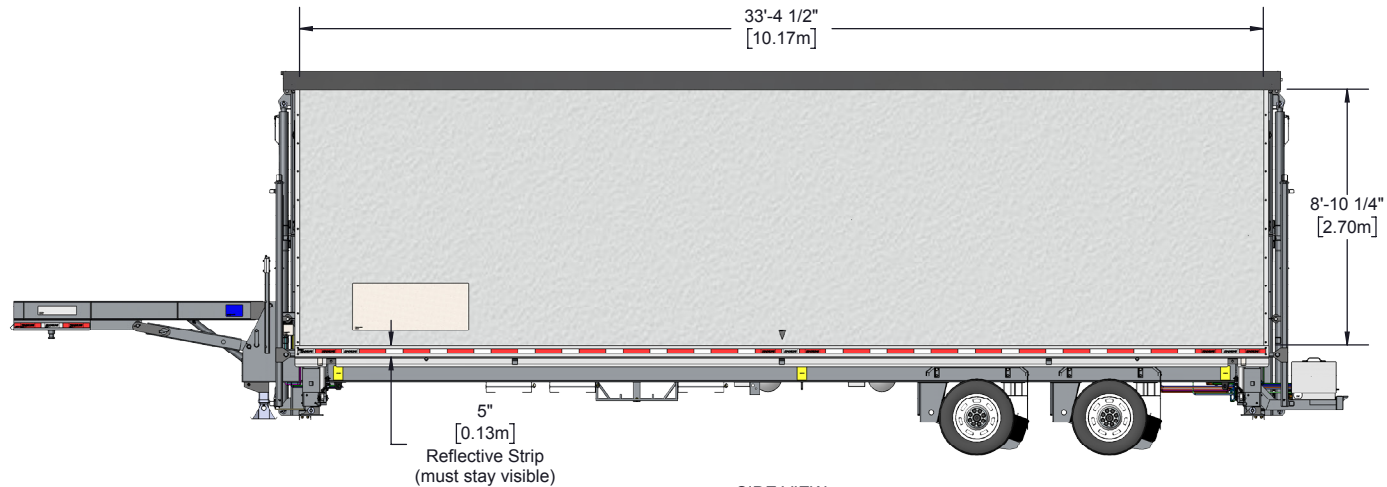 33'-4 1/2"
[10.17m]
8'-10 1/4"
[2.70m]
5"
[0.13m]
Reflective Strip
(must stay visible)